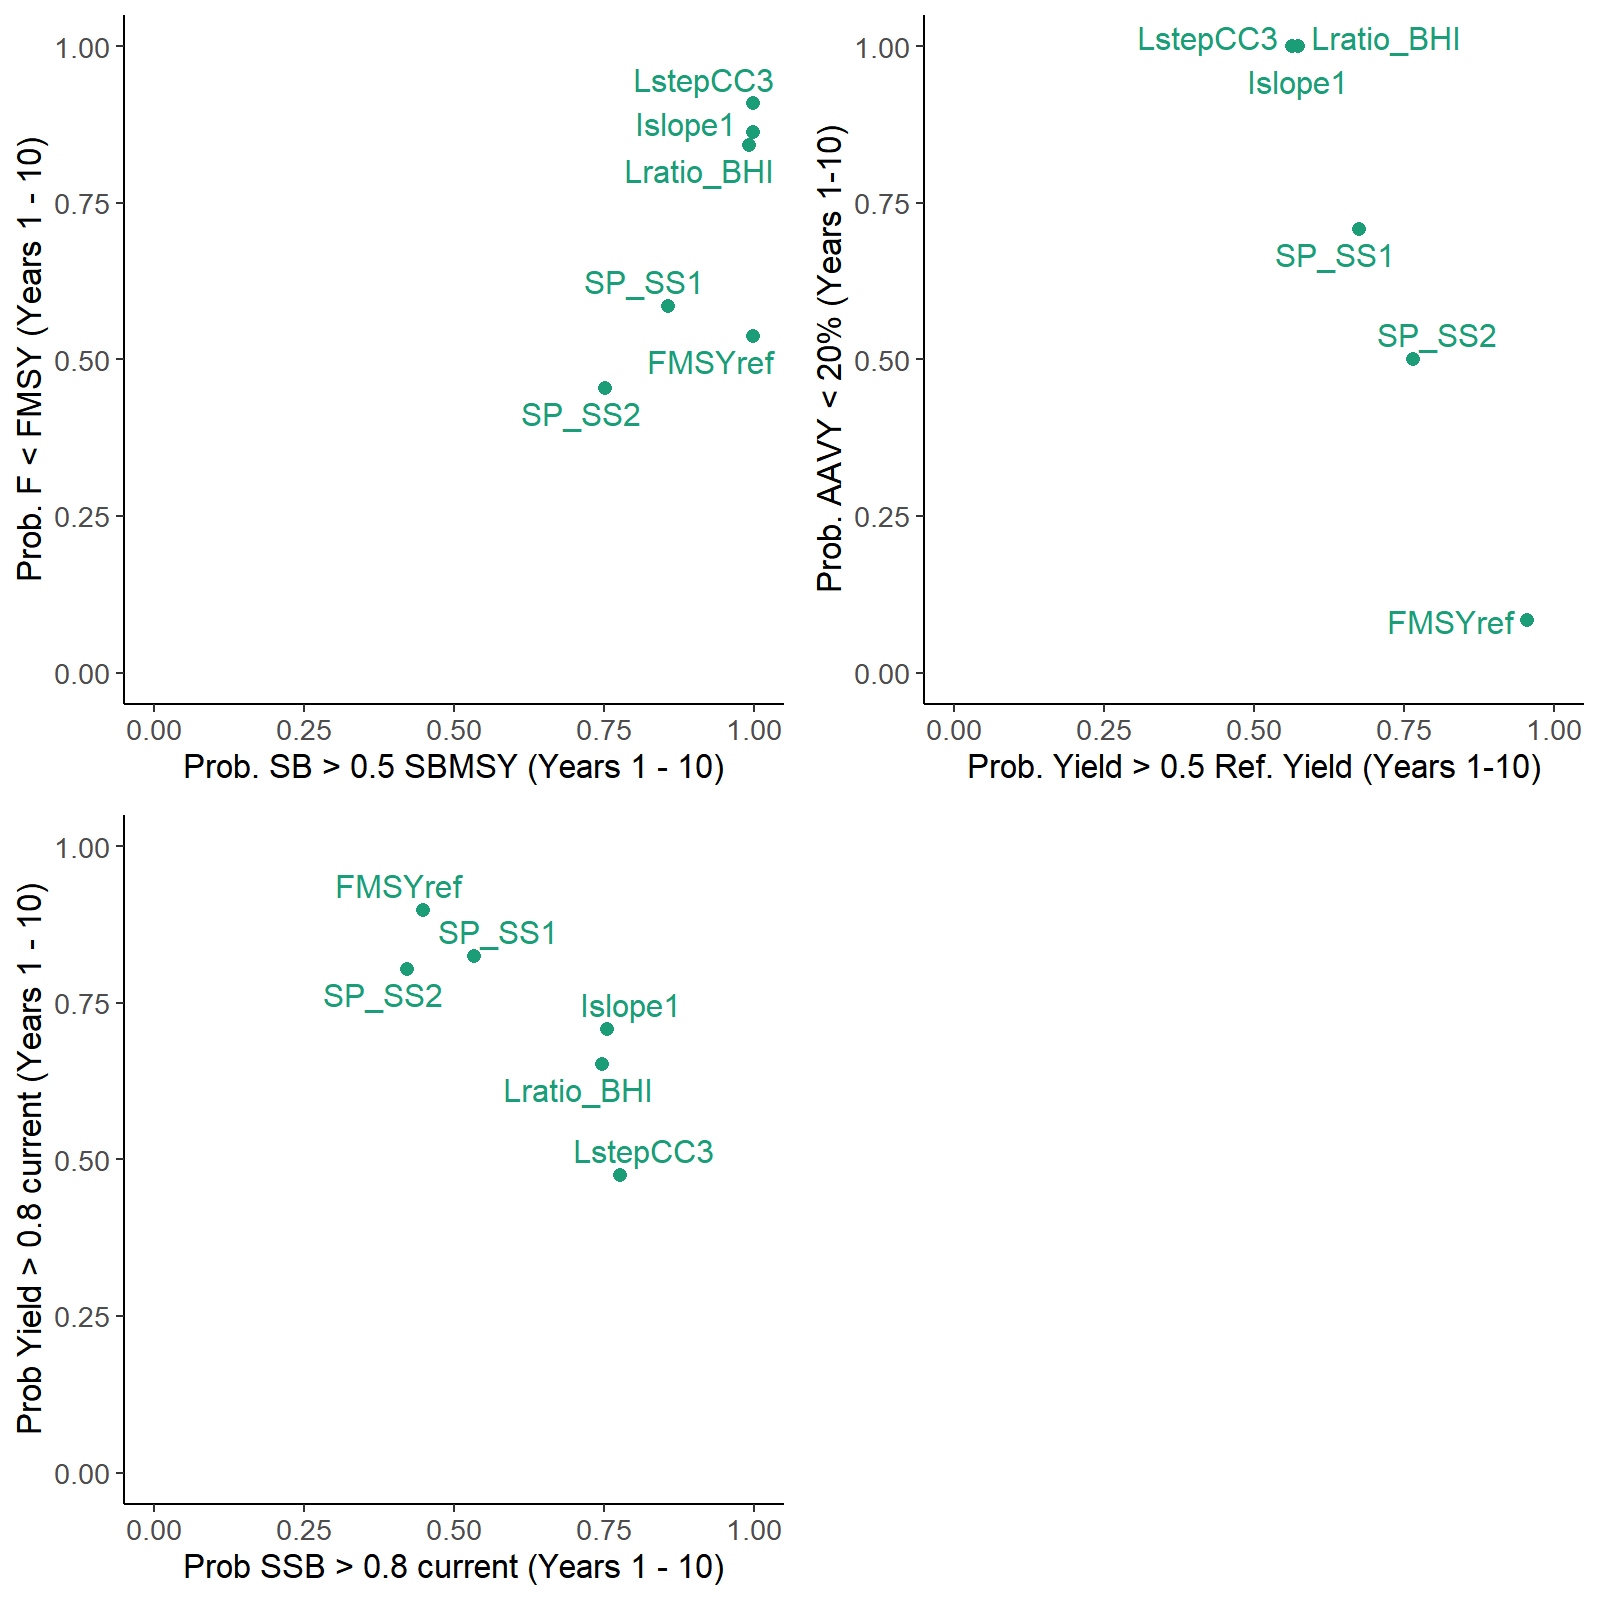 1.00
0.75
0.50
0.25
0.00
Prob. F < FMSY (Years 1 - 10)
LstepCC3
Islope1
Lratio_BHI
SP_SS1
FMSYref
SP_SS2
0.00 0.25 0.50 0.75 1.00
Prob. SB > 0.5 SBMSY (Years 1 - 10)
1.00
0.75
0.50
0.25
0.00
Prob. AAVY < 20% (Years 1-10)
LstepCC3 Lratio_BHI
Islope1
SP_SS1
SP_SS2
FMSYref
0.00 0.25 0.50 0.75 1.00
Prob. Yield > 0.5 Ref. Yield (Years 1-10)
1.00
0.75
0.50
0.25
0.00
Prob Yield > 0.8 current (Years 1 - 10)
FMSYref
SP_SS1
SP_SS2
Islope1
Lratio_BHI
LstepCC3
0.00 0.25 0.50 0.75 1.00
Prob SSB > 0.8 current (Years 1 - 10)